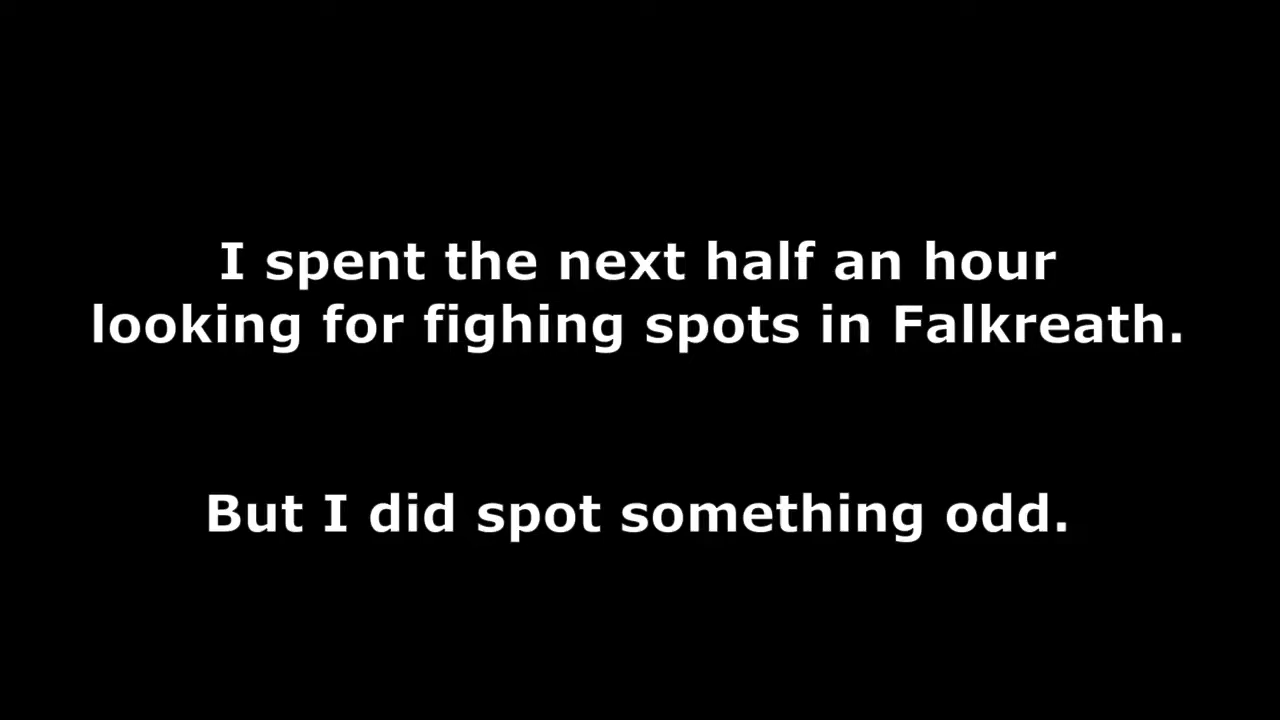 I spent the next half an hour
looking for fighing spots in Falkreath.
But I did spot something odd.